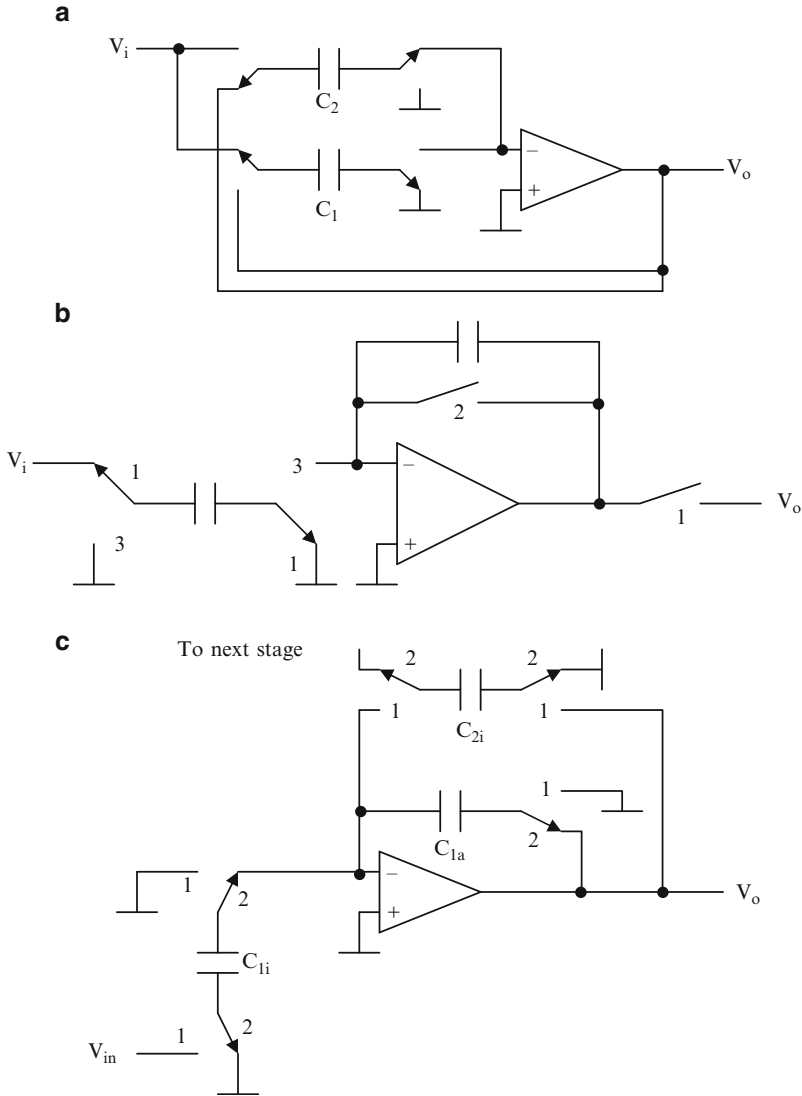 a
V_i
C_2
−
V_o
+
C_1
b
2
V_i 1 3 −
V_o
3 1 + 1
c
To next stage
2 2
1 1
C_2i
1
C_1a 2
1 2 −
V_o
+
C_1i
1 2
V_in